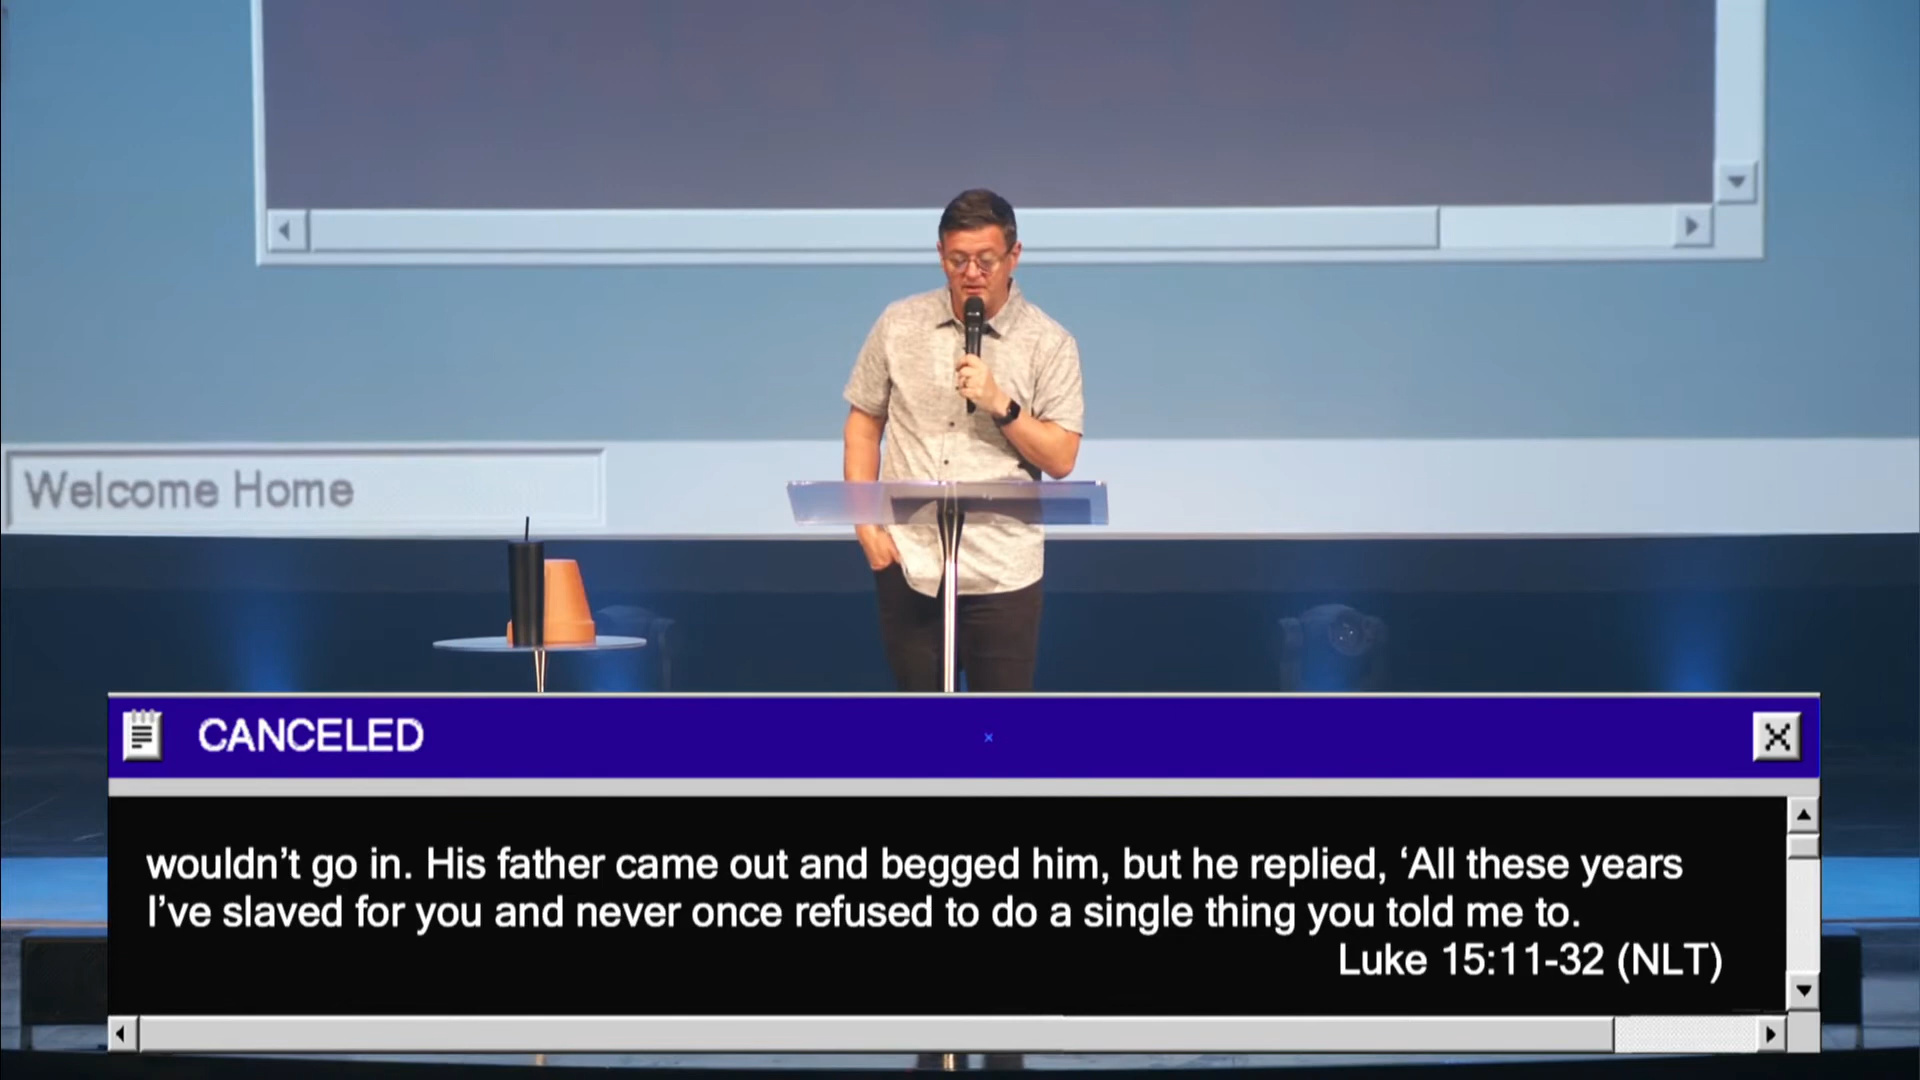 Welcome Home
CANCELED
wouldn’t go in. His father came out and begged him, but he replied, ‘All these years
I’ve slaved for you and never once refused to do a single thing you told me to.
Luke 15:11-32 (NLT)